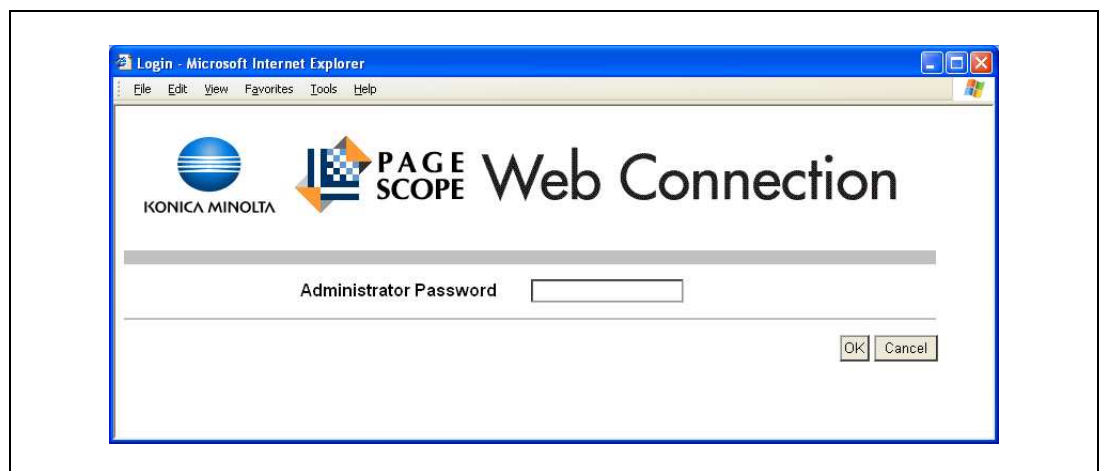 Login - Microsoft Internet Explorer
File Edit View Favorites Tools Help
KONICA MINOLTA
PAGE SCOPE Web Connection
Administrator Password
OK Cancel